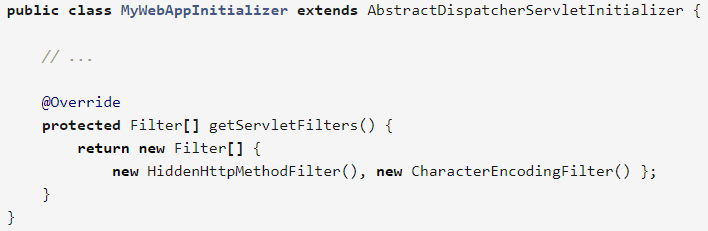 public class MyWebAppInitializer extends AbstractDispatcherServletInitializer {
// ...
@Override
protected Filter[] getServletFilters() {
return new Filter[] {
new HiddenHttpMethodFilter(), new CharacterEncodingFilter() };
}
}